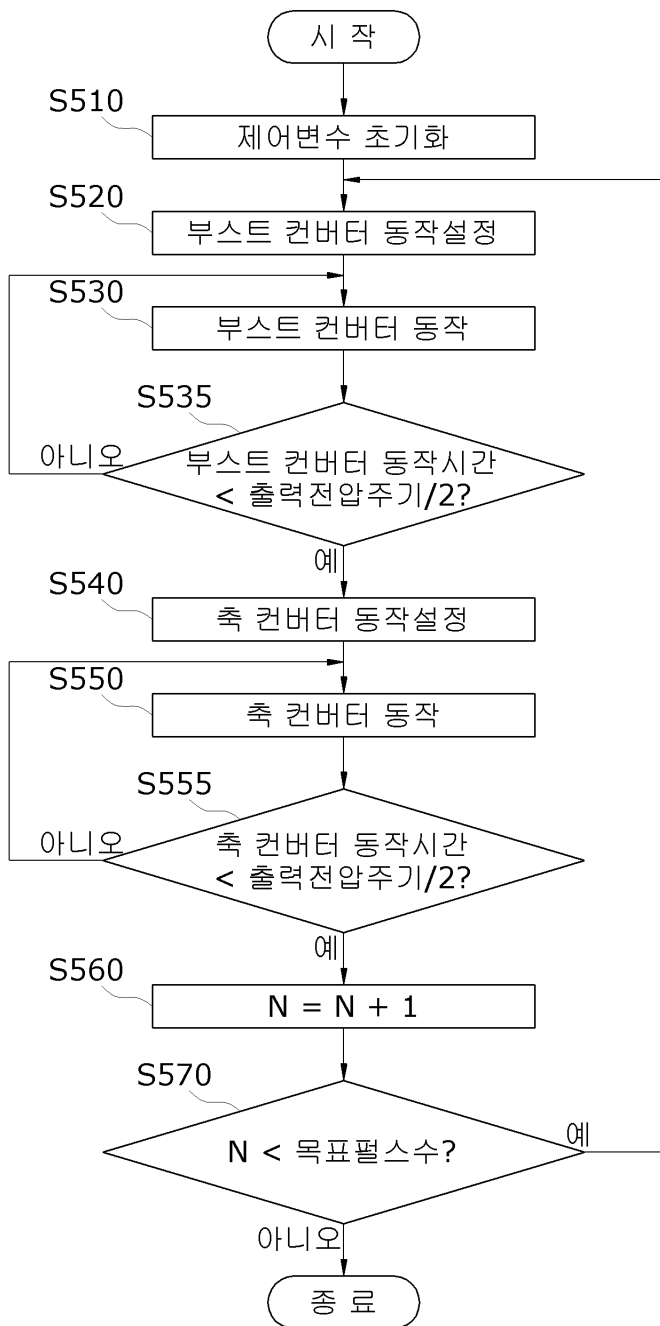 시 작
S510
제어변수 초기화
S520
부스트 컨버터 동작설정
S530
부스트 컨버터 동작
S535
아니오
부스트 컨버터 동작시간
< 출력전압주기/2?
예
S540
축 컨버터 동작설정
S550
축 컨버터 동작
S555
아니오
축 컨버터 동작시간
< 출력전압주기/2?
예
S560
N = N + 1
S570
N < 목표펄스수?
예
아니오
종 료